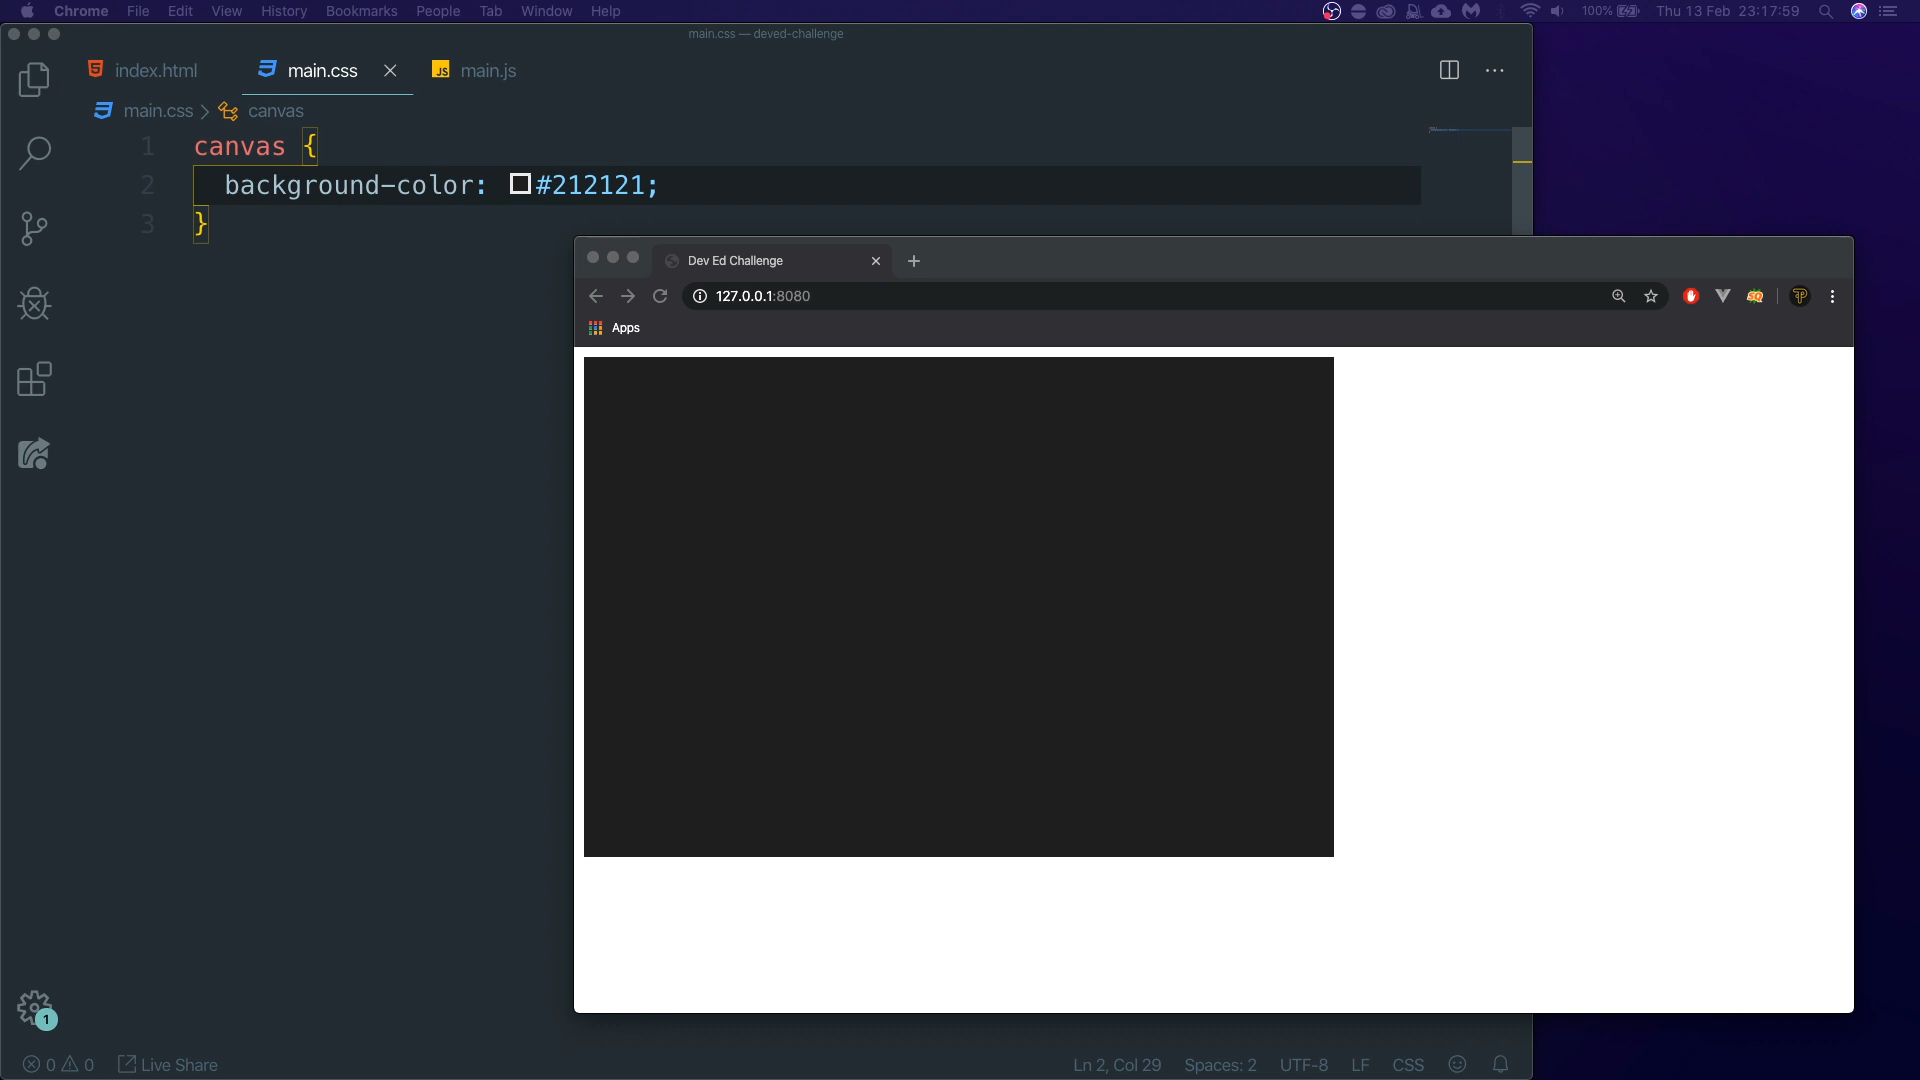 Chrome File Edit View History Bookmarks People Tab Window Help 100% Thu 13 Feb 23:17:59
main.css — deved-challenge
index.html main.css JS main.js
main.css > canvas
1 canvas {
2 background-color: #212121;
3 }
Dev Ed Challenge
127.0.0.1:8080
Apps
1
0 0 Live Share Ln 2, Col 29 Spaces: 2 UTF-8 LF CSS